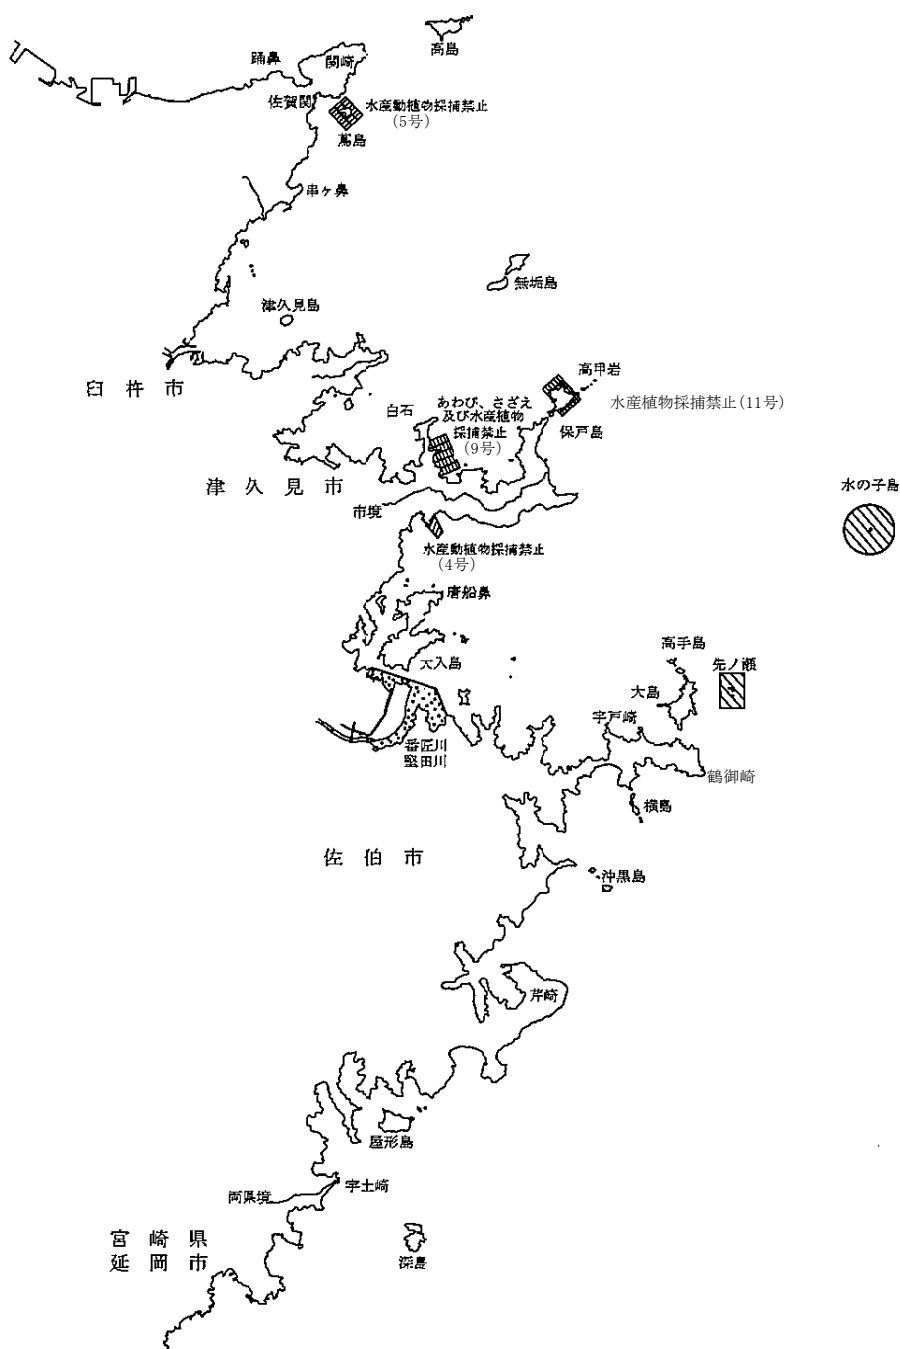 高島
踊鼻
関崎
佐賀関
水産動植物採捕禁止
(5号)
蔦島
串ヶ鼻
無垢島
津久見島
高甲岩
臼杵市
あわび、さざえ
及び水産植物
採捕禁止
(9号)
白石
水産植物採捕禁止(11号)
保戸島
津久見市
水の子島
市境
水産動植物採捕禁止
(4号)
唐船鼻
高手島
大入島
先ノ瀬
大島
宇戸崎
番匠川
堅田川
鶴御崎
横島
佐伯市
沖黒島
芹崎
屋形島
両県境
宇土崎
宮崎県
延岡市
深島